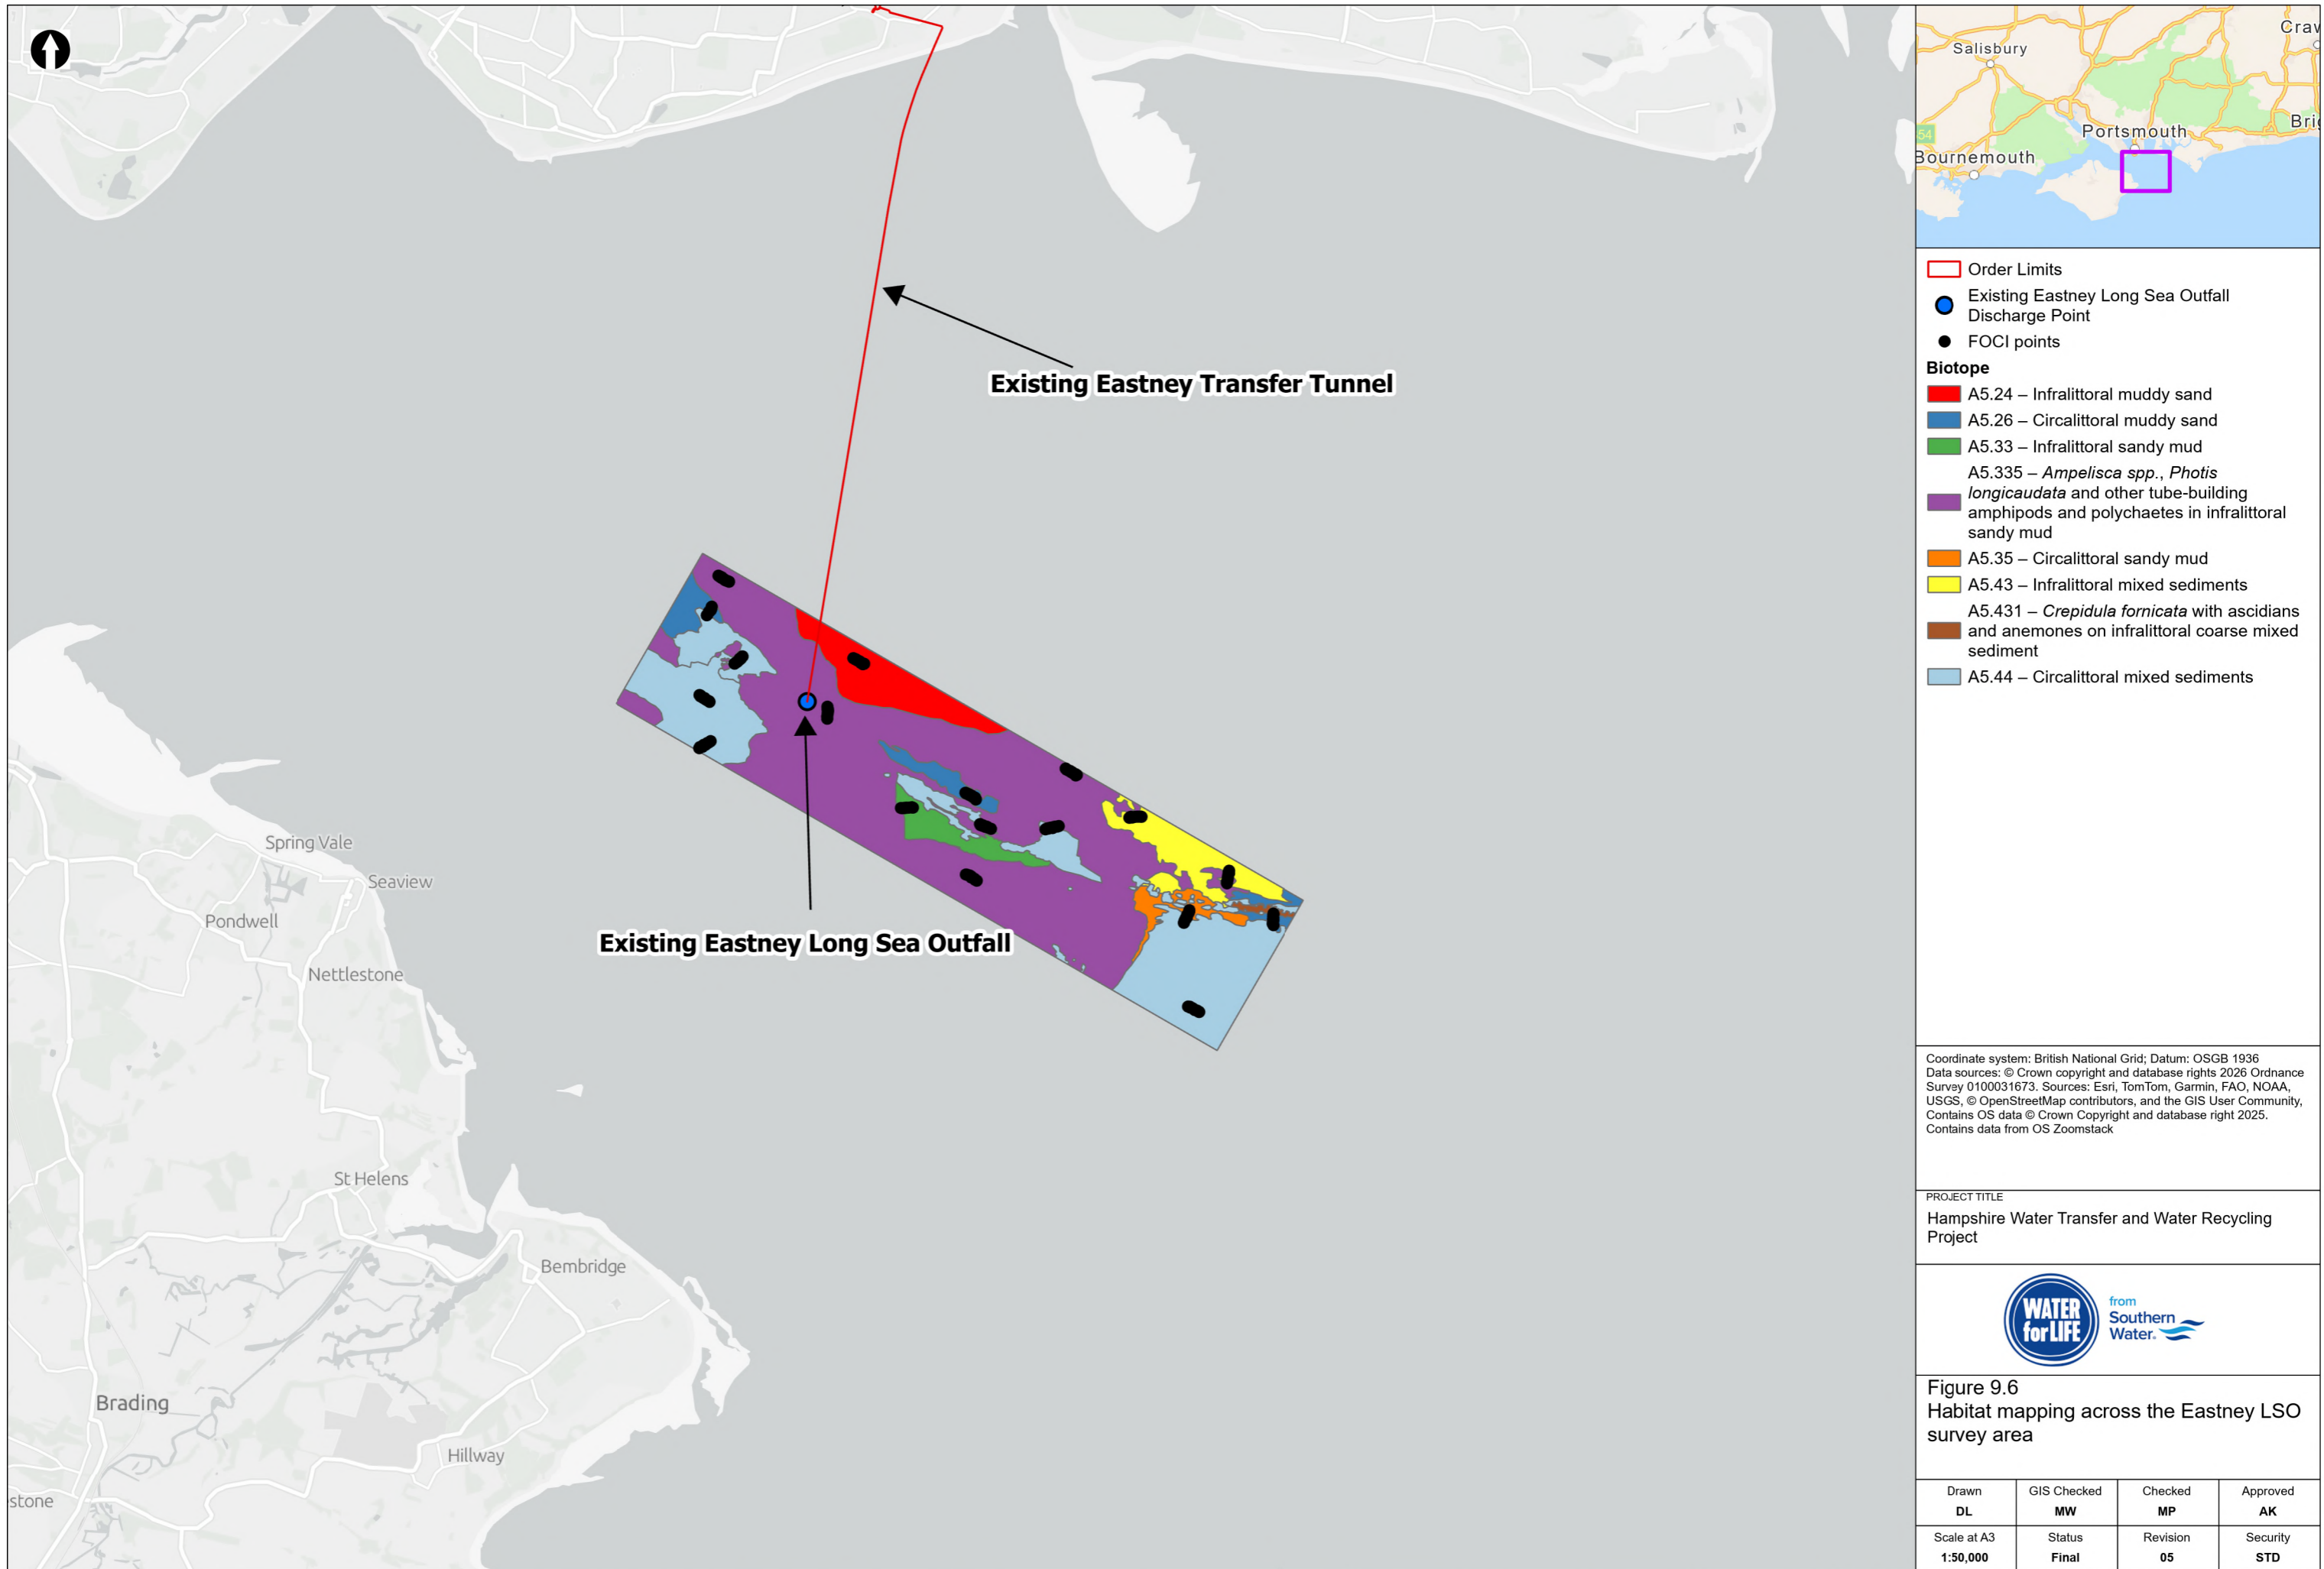 Existing Eastney Transfer Tunnel
Existing Eastney Long Sea Outfall
Spring Vale
Seaview
Pondwell
Nettlestone
St Helens
Bembridge
Brading
Hillway
stone
Salisbury
Craw
Portsmouth
Brig
54
Bournemouth
Order Limits
Existing Eastney Long Sea Outfall
Discharge Point
FOCI points
Biotope
A5.24 – Infralittoral muddy sand
A5.26 – Circalittoral muddy sand
A5.33 – Infralittoral sandy mud
A5.335 – Ampelisca spp., Photis
longicaudata and other tube-building
amphipods and polychaetes in infralittoral
sandy mud
A5.35 – Circalittoral sandy mud
A5.43 – Infralittoral mixed sediments
A5.431 – Crepidula fornicata with ascidians
and anemones on infralittoral coarse mixed
sediment
A5.44 – Circalittoral mixed sediments
Coordinate system: British National Grid; Datum: OSGB 1936
Data sources: © Crown copyright and database rights 2026 Ordnance
Survey 0100031673. Sources: Esri, TomTom, Garmin, FAO, NOAA,
USGS, © OpenStreetMap contributors, and the GIS User Community,
Contains OS data © Crown Copyright and database right 2025.
Contains data from OS Zoomstack
PROJECT TITLE
Hampshire Water Transfer and Water Recycling
Project
WATER
for LIFE
from
Southern
Water.
Figure 9.6
Habitat mapping across the Eastney LSO
survey area
Drawn GIS Checked Checked Approved
DL MW MP AK
Scale at A3 Status Revision Security
1:50,000 Final 05 STD